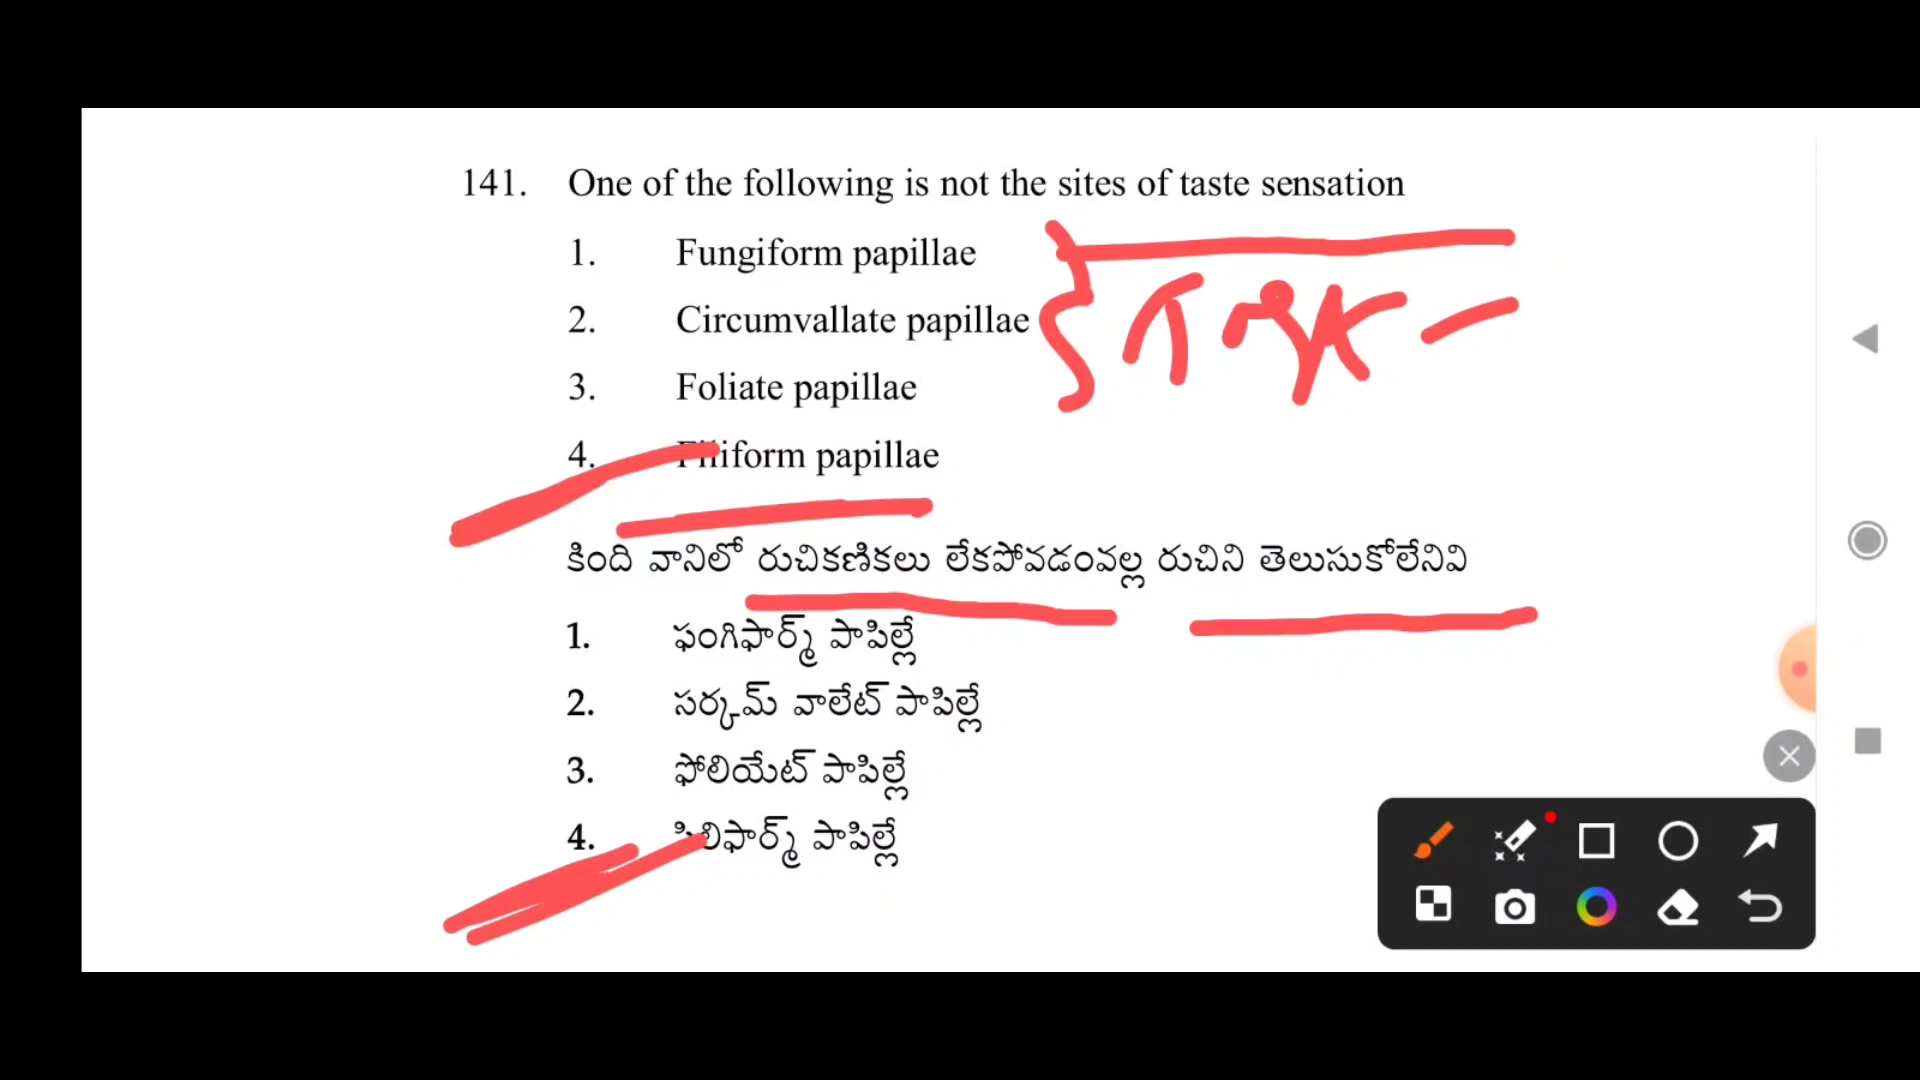 141. One of the following is not the sites of taste sensation
1. Fungiform papillae
2. Circumvallate papillae
3. Foliate papillae
4. Filiform papillae
కింది వానిలో రుచికణికలు లేకపోవడంవల్ల రుచిని తెలుసుకోలేనివి
1. ఫంగిఫార్మ్ పాపిల్లే
2. సర్కమ్ వాలేట్ పాపిల్లే
3. ఫోలియేట్ పాపిల్లే
4. పిలిఫార్మ్ పాపిల్లే